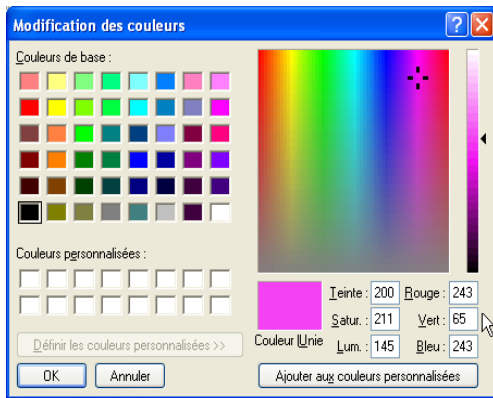 Modification des couleurs
Couleurs de base :
Couleurs personnalisées :
Définir les couleurs personnalisées >>
OK Annuler
Couleur|Unie
Teinte : 200 Rouge : 243
Satur. : 211 Vert : 65
Lum. : 145 Bleu : 243
Ajouter aux couleurs personnalisées